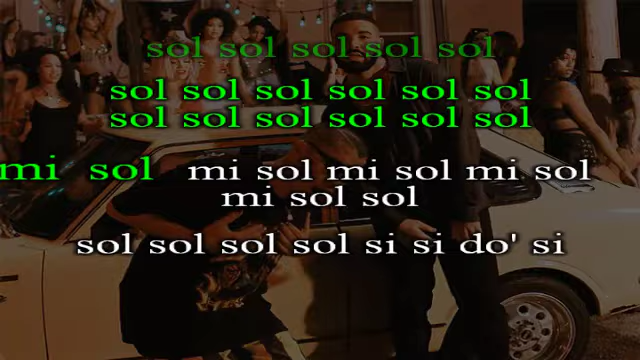 sol sol sol sol sol
sol sol sol sol sol sol
sol sol sol sol sol sol
mi sol mi sol mi sol mi sol
mi sol sol
sol sol sol sol si si do' si